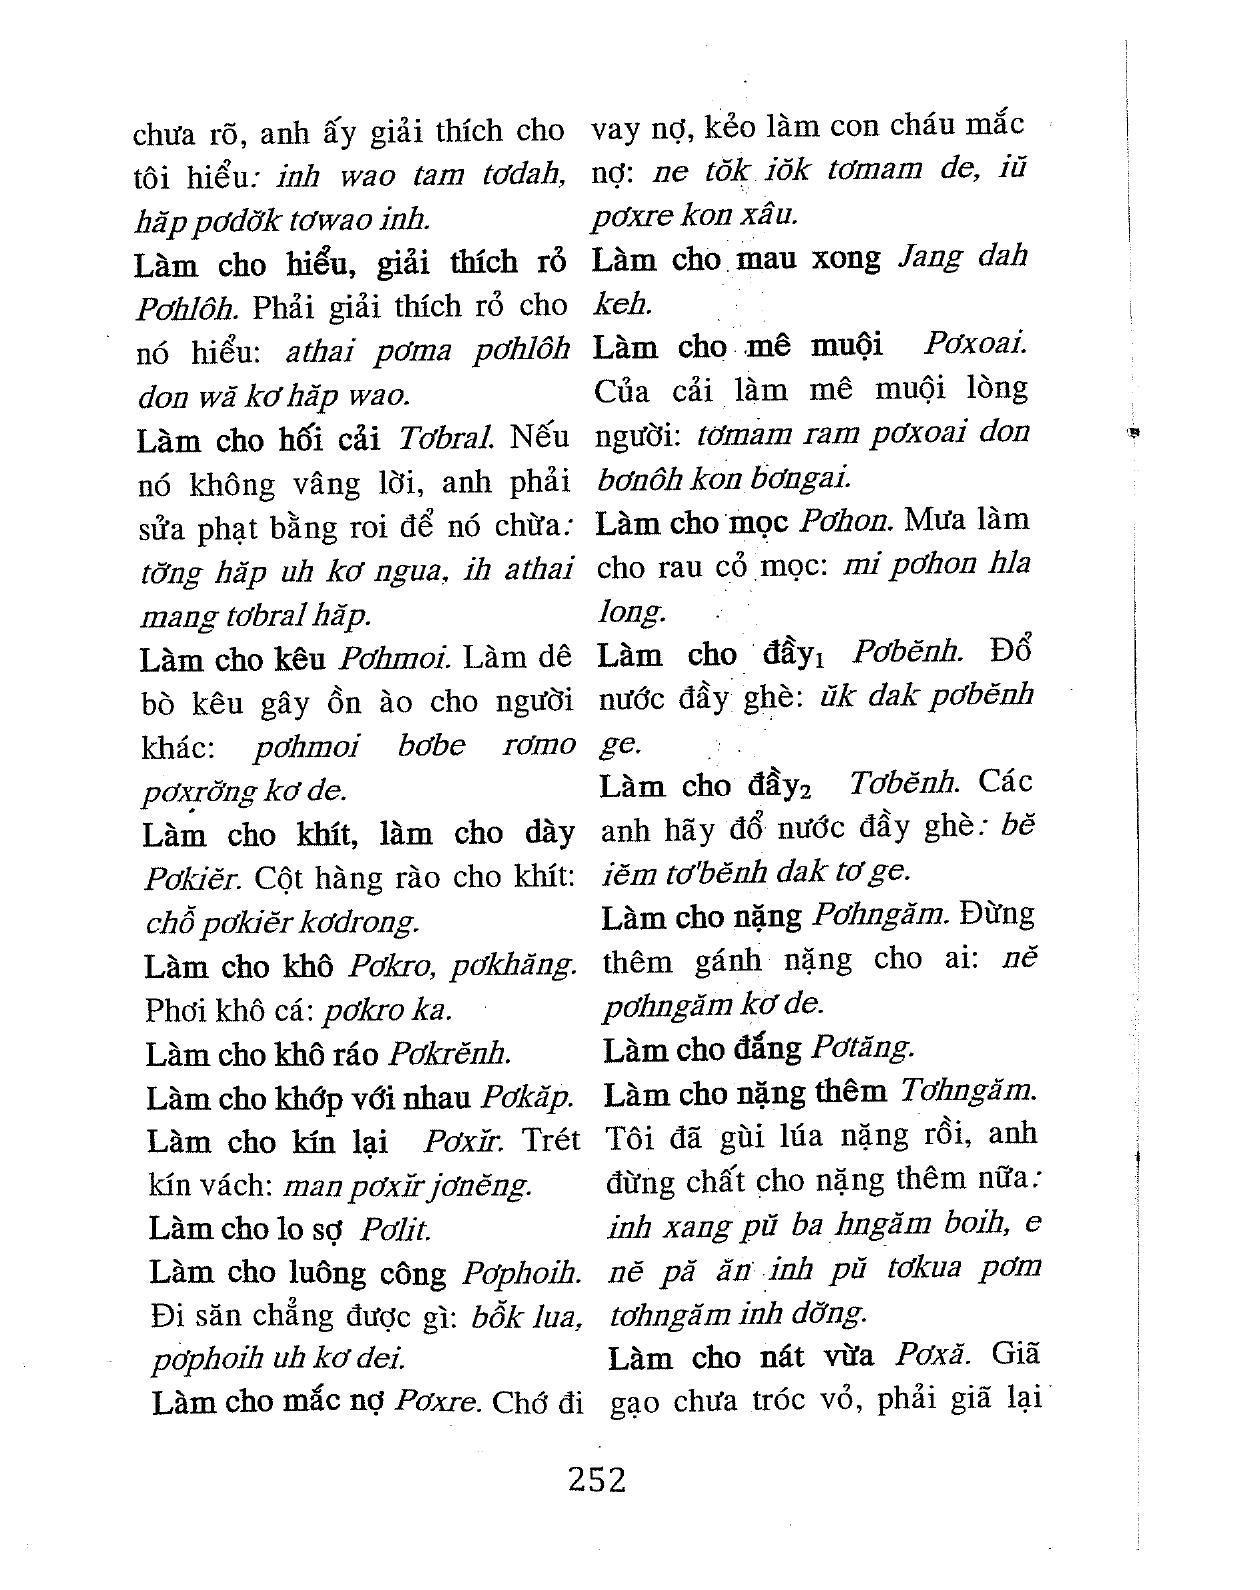 chưa rõ, anh ấy giải thích cho
tôi hiểu: inh wao tam tơdah,
hăp pơdơ̆k tơwao inh.
Làm cho hiểu, giải thích rỏ
Pơhlôh. Phải giải thích rỏ cho
nó hiểu: athai pơma pơhlôh
don wă kơ hăp wao.
Làm cho hối cải Tơbral. Nếu
nó không vâng lời, anh phải
sửa phạt bằng roi để nó chừa:
tơ̆ng hăp uh kơ ngua, ih athai
mang tơbral hăp.
Làm cho kêu Pơhmoi. Làm dê
bò kêu gây ồn ào cho người
khác: pơhmoi bơbe rơmo
pơxrơ̆ng kơ de.
Làm cho khít, làm cho dày
Pơkiĕr. Cột hàng rào cho khít:
chô̆ pơkiĕr kơdrong.
Làm cho khô Pơkro, pơkhăng.
Phơi khô cá: pơkro ka.
Làm cho khô ráo Pơkrĕnh.
Làm cho khớp với nhau Pơkăp.
Làm cho kín lại Pơxĭr. Trét
kín vách: man pơxĭr jơnĕng.
Làm cho lo sợ Pơlit.
Làm cho luông công Pơphoih.
Đi săn chẳng được gì: bô̆k lua,
pơphoih uh kơ dei.
Làm cho mắc nợ Pơxre. Chớ đi
vay nợ, kẻo làm con cháu mắc
nợ: ne tŏk iŏk tơmam de, iŭ
pơxre kon xâu.
Làm cho mau xong Jang dah
keh.
Làm cho mê muội Pơxoai.
Của cải làm mê muội lòng
người: tơmam ram pơxoai don
bơnôh kon bơngai.
Làm cho mọc Pơhon. Mưa làm
cho rau cỏ mọc: mi pơhon hla
long.
Làm cho đầy₁ Pơbĕnh. Đổ
nước đầy ghè: ŭk dak pơbĕnh
ge.
Làm cho đầy₂ Tơbĕnh. Các
anh hãy đổ nước đầy ghè: bĕ
iĕm tơ'bĕnh dak tơ ge.
Làm cho nặng Pơhngăm. Đừng
thêm gánh nặng cho ai: nĕ
pơhngăm kơ de.
Làm cho đắng Pơtăng.
Làm cho nặng thêm Tơhngăm.
Tôi đã gùi lúa nặng rồi, anh
đừng chất cho nặng thêm nữa:
inh xang pŭ ba hngăm boih, e
nĕ pă ăn inh pŭ tơkua pơm
tơhngăm inh dơ̆ng.
Làm cho nát vừa Pơxă. Giã
gạo chưa tróc vỏ, phải giã lại
252